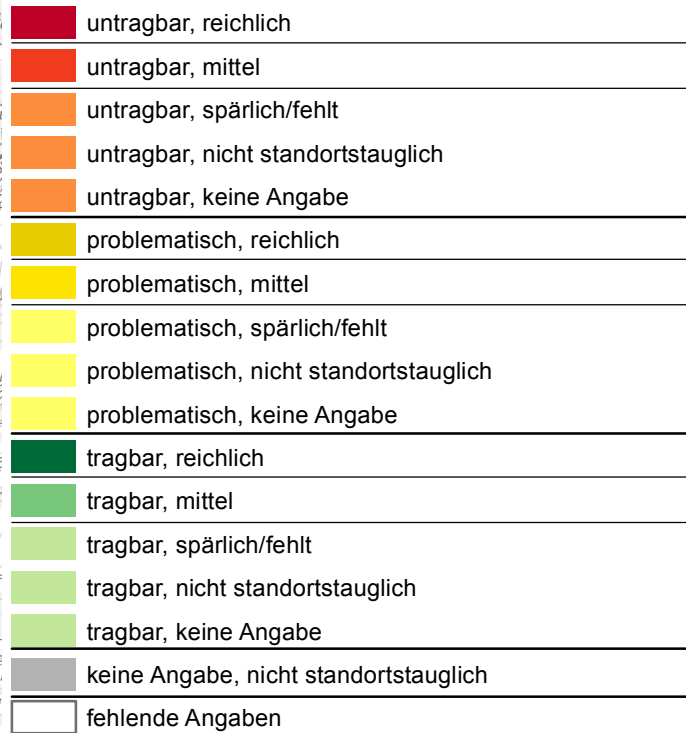 untragbar, reichlich
untragbar, mittel
untragbar, spärlich/fehlt
untragbar, nicht standortstauglich
untragbar, keine Angabe
problematisch, reichlich
problematisch, mittel
problematisch, spärlich/fehlt
problematisch, nicht standortstauglich
problematisch, keine Angabe
tragbar, reichlich
tragbar, mittel
tragbar, spärlich/fehlt
tragbar, nicht standortstauglich
tragbar, keine Angabe
keine Angabe, nicht standortstauglich
fehlende Angaben